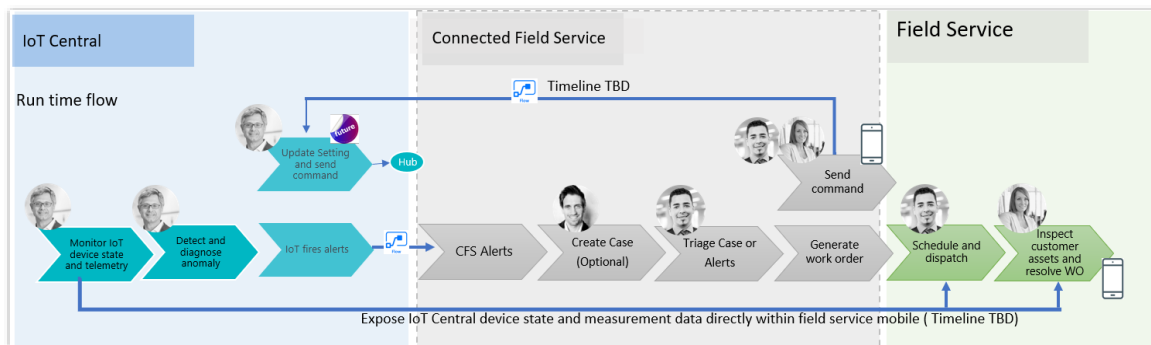 IoT Central
Connected Field Service
Field Service
Run time flow
Timeline TBD
Flow
future
Update Setting
and send
command
Hub
Send
command
Monitor IoT
device state
and telemetry
Detect and
diagnose
anomaly
IoT fires alerts
Flow
CFS Alerts
Create Case
(Optional)
Triage Case or
Alerts
Generate
work order
Schedule and
dispatch
Inspect
customer
assets and
resolve WO
Expose IoT Central device state and measurement data directly within field service mobile ( Timeline TBD)